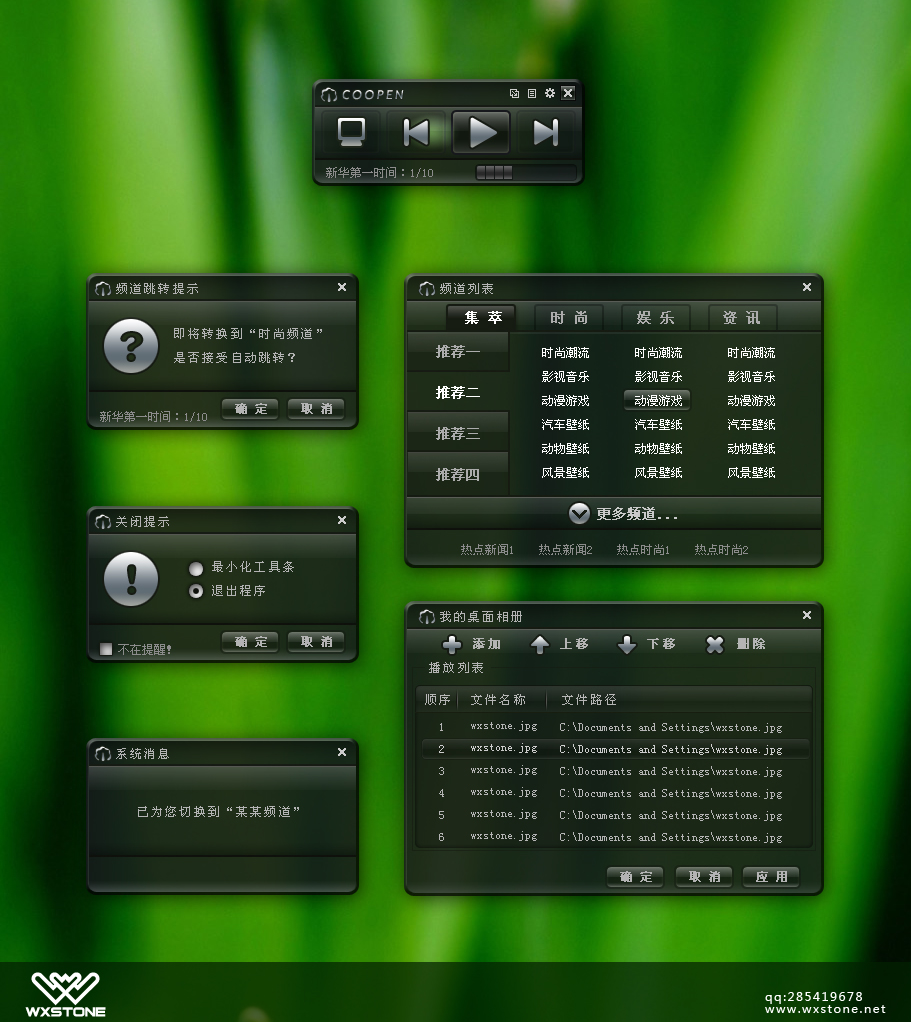 COOPEN
新华第一时间：1/10
频道跳转提示
即将转换到“时尚频道”
是否接受自动跳转？
新华第一时间：1/10 确定 取消
频道列表
集萃 时尚 娱乐 资讯
推荐一
推荐二
推荐三
推荐四
时尚潮流 时尚潮流 时尚潮流
影视音乐 影视音乐 影视音乐
动漫游戏 动漫游戏 动漫游戏
汽车壁纸 汽车壁纸 汽车壁纸
动物壁纸 动物壁纸 动物壁纸
风景壁纸 风景壁纸 风景壁纸
更多频道...
热点新闻1 热点新闻2 热点时尚1 热点时尚2
关闭提示
最小化工具条
退出程序
不在提醒! 确定 取消
我的桌面相册
添加 上移 下移 删除
播放列表
顺序 文件名称 文件路径
1 wxstone.jpg C:\Documents and Settings\wxstone.jpg
2 wxstone.jpg C:\Documents and Settings\wxstone.jpg
3 wxstone.jpg C:\Documents and Settings\wxstone.jpg
4 wxstone.jpg C:\Documents and Settings\wxstone.jpg
5 wxstone.jpg C:\Documents and Settings\wxstone.jpg
6 wxstone.jpg C:\Documents and Settings\wxstone.jpg
确定 取消 应用
系统消息
已为您切换到“某某频道”
WXSTONE
qq:285419678
www.wxstone.net